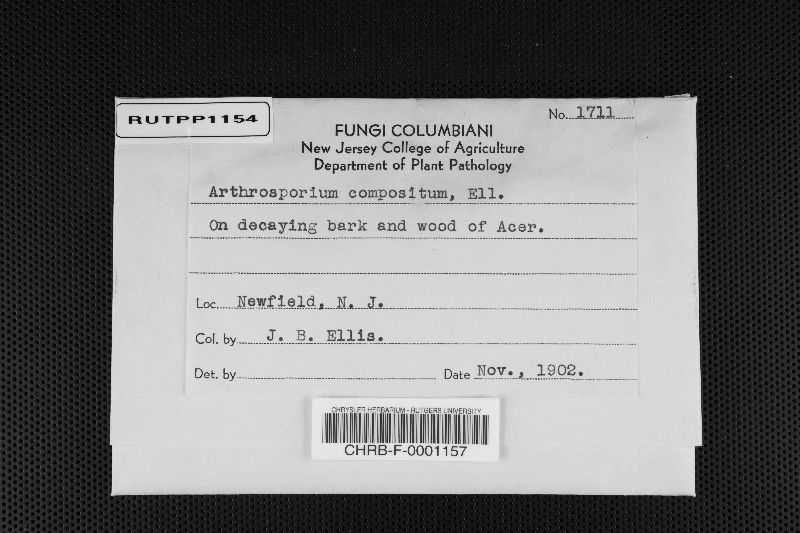 RUTPP1154
No. 1711
FUNGI COLUMBIANI
New Jersey College of Agriculture
Department of Plant Pathology
Arthrosporium compositum, Ell.
On decaying bark and wood of Acer.
Loc. Newfield, N. J.
Col. by J. B. Ellis.
Det. by Date Nov., 1902.
CHRYSLER HERBARIUM - RUTGERS UNIVERSITY
CHRB-F-0001157